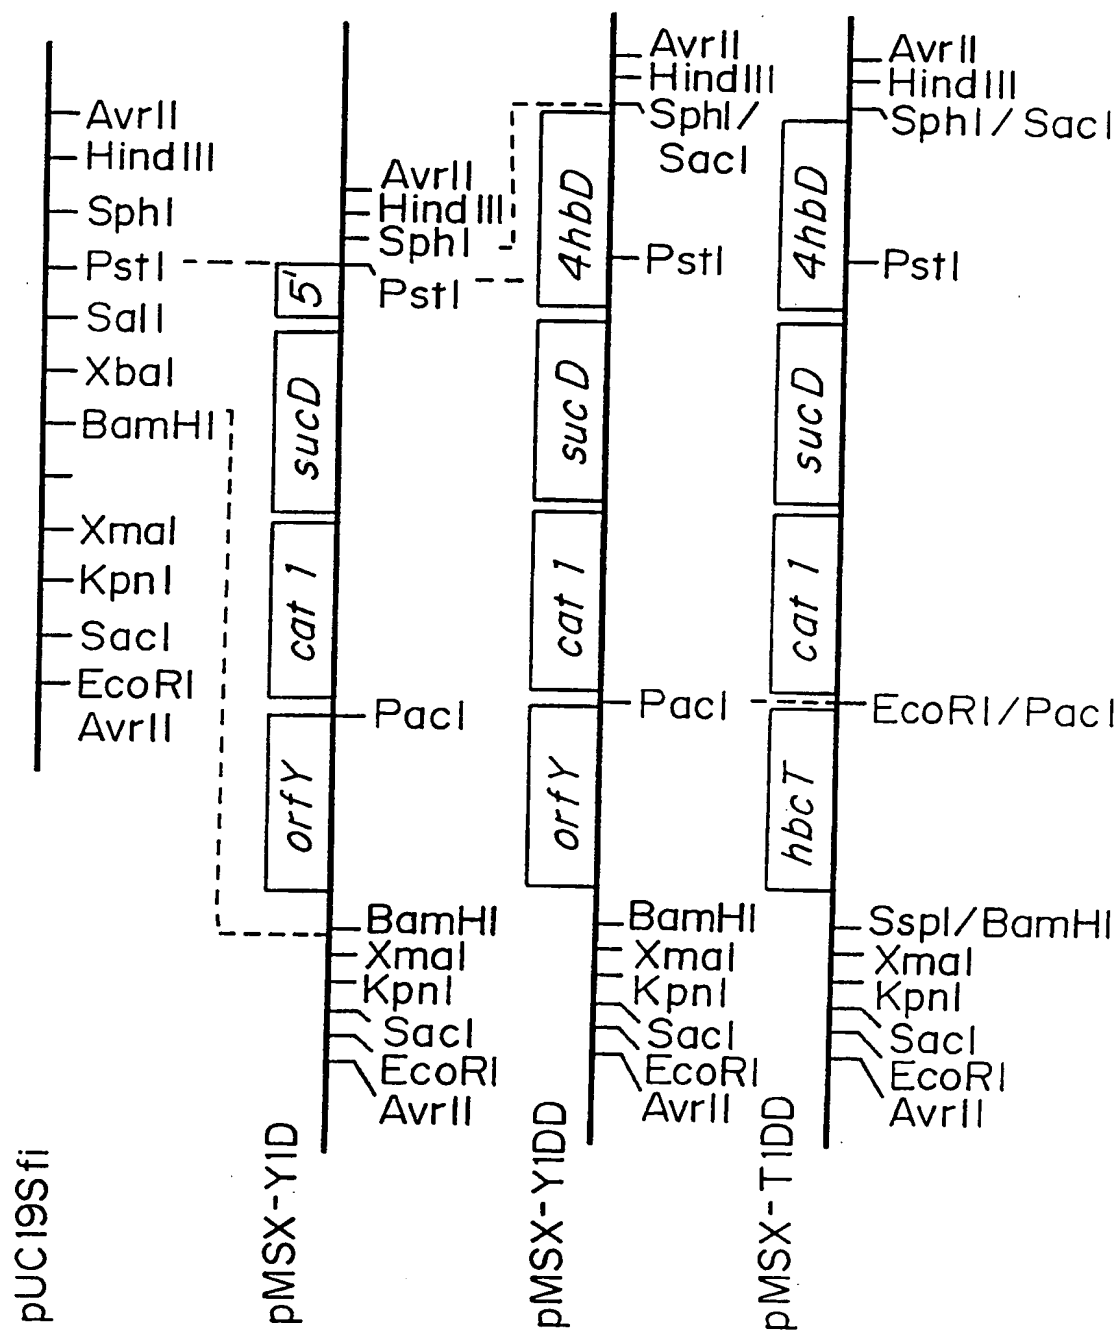 AvrII
HindIII
SphI
PstI
SalI
XbaI
BamHI
XmaI
KpnI
SacI
EcoRI
AvrII
pUC19Sfi
AvrII
HindIII
SphI
PstI
5'
sucD
cat 1
PacI
orfY
BamHI
XmaI
KpnI
SacI
EcoRI
AvrII
pMSX-Y1D
AvrII
HindIII
SphI/
SacI
4hbD
PstI
sucD
cat 1
PacI
orfY
BamHI
XmaI
KpnI
SacI
EcoRI
AvrII
pMSX-Y1DD
AvrII
HindIII
SphI/SacI
4hbD
PstI
sucD
cat 1
EcoRI/PacI
hbcT
SspI/BamHI
XmaI
KpnI
SacI
EcoRI
AvrII
pMSX-T1DD